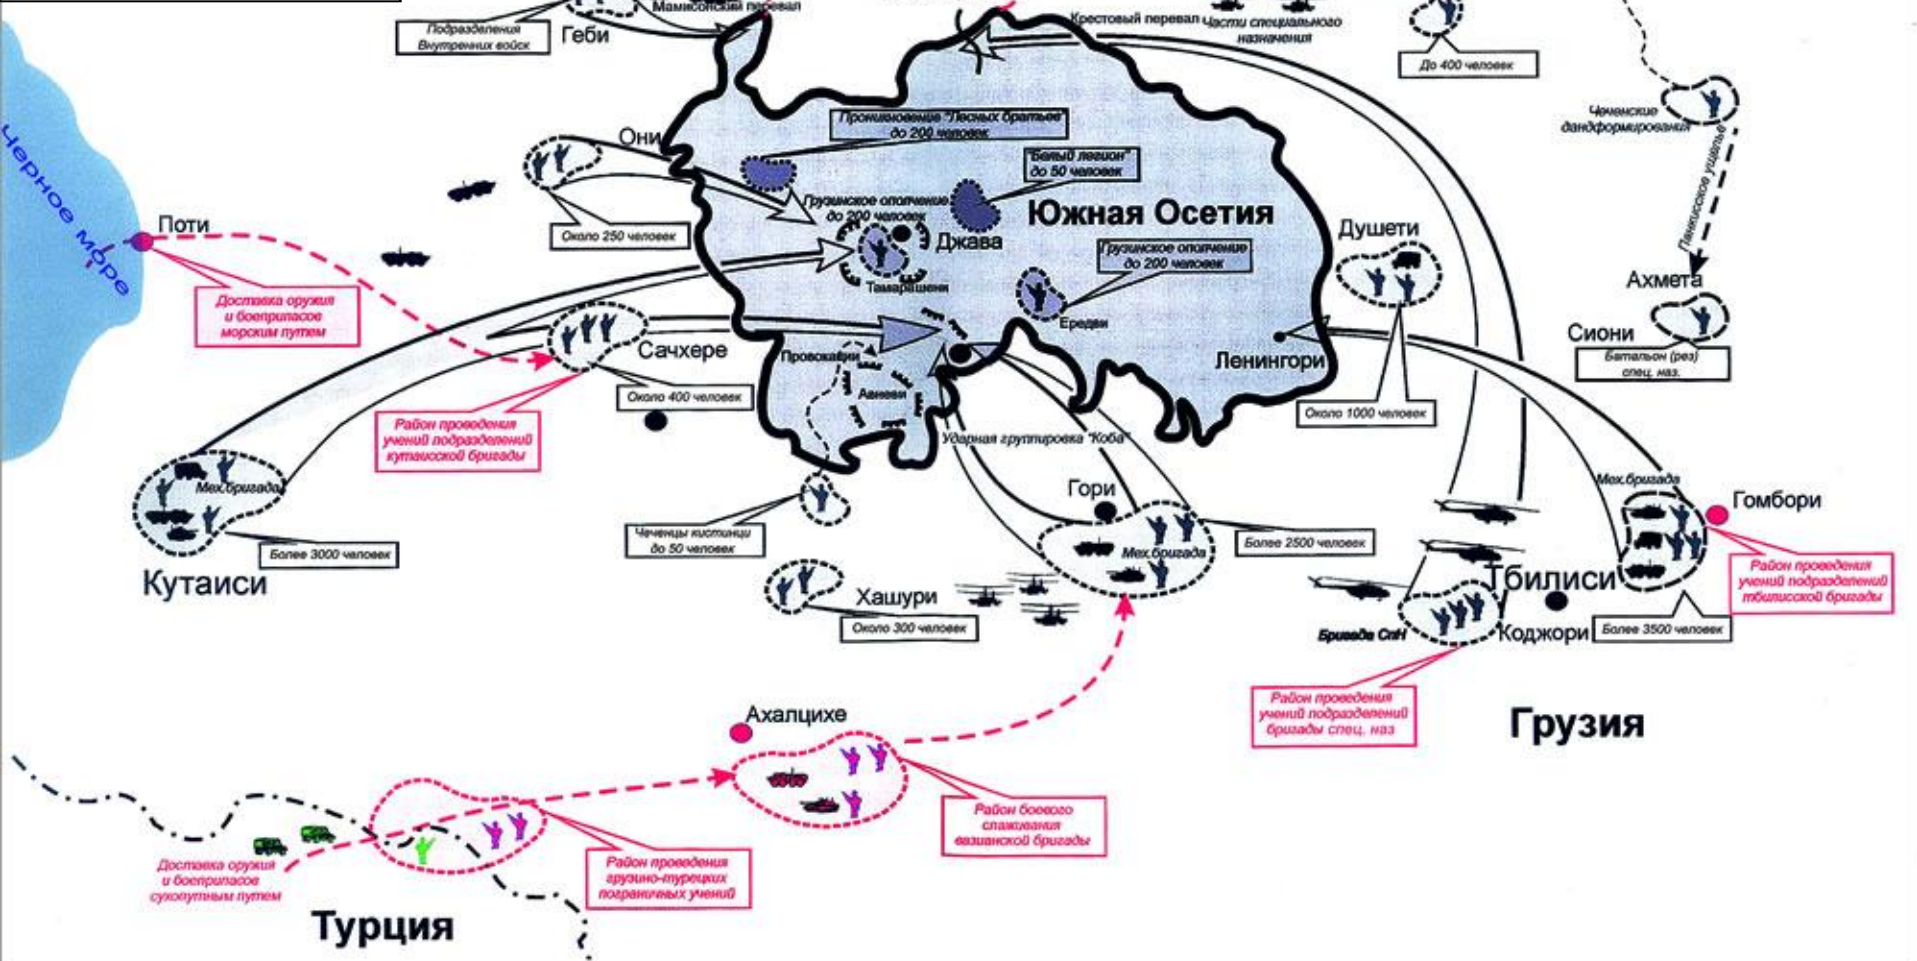 Мамисонский перевал
Подразделения
Внутренних войск
Геби
Крестовый перевал
Части специального
назначения
До 400 человек
Чеченские
бандформирования
Панкисское ущелье
Ахмета
Сиони
Батальон (рез)
спец. наз.
Черное море
Поти
Доставка оружия
и боеприпасов
морским путем
Они
Около 250 человек
Проникновение "Лесных братьев"
до 200 человек
"Белый легион"
до 50 человек
Южная Осетия
Грузинское ополчение
до 200 человек
Джава
Тамарашени
Грузинское ополчение
до 200 человек
Ередви
Душети
Около 1000 человек
Ленингори
Сачхере
Около 400 человек
Район проведения
учений подразделений
кутаисской бригады
Провокации
Авневи
Ударная группировка "Коба"
Мех.бригада
Более 3000 человек
Кутаиси
Чеченцы кистинци
до 50 человек
Хашури
Около 300 человек
Гори
Мех.бригада
Более 2500 человек
Мех.бригада
Гомбори
Район проведения
учений подразделений
тбилисской бригады
Тбилиси
Более 3500 человек
Бригада СпН
Коджори
Район проведения
учений подразделений
бригады спец. наз
Грузия
Ахалцихе
Район боевого
слаживания
вазианской бригады
Доставка оружия
и боеприпасов
сухопутным путем
Район проведения
грузино-турецких
пограничных учений
Турция